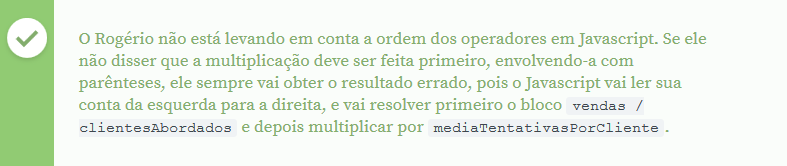 O Rogério não está levando em conta a ordem dos operadores em Javascript. Se ele
não disser que a multiplicação deve ser feita primeiro, envolvendo-a com
parênteses, ele sempre vai obter o resultado errado, pois o Javascript vai ler sua
conta da esquerda para a direita, e vai resolver primeiro o bloco vendas /
clientesAbordados e depois multiplicar por mediaTentativasPorCliente.